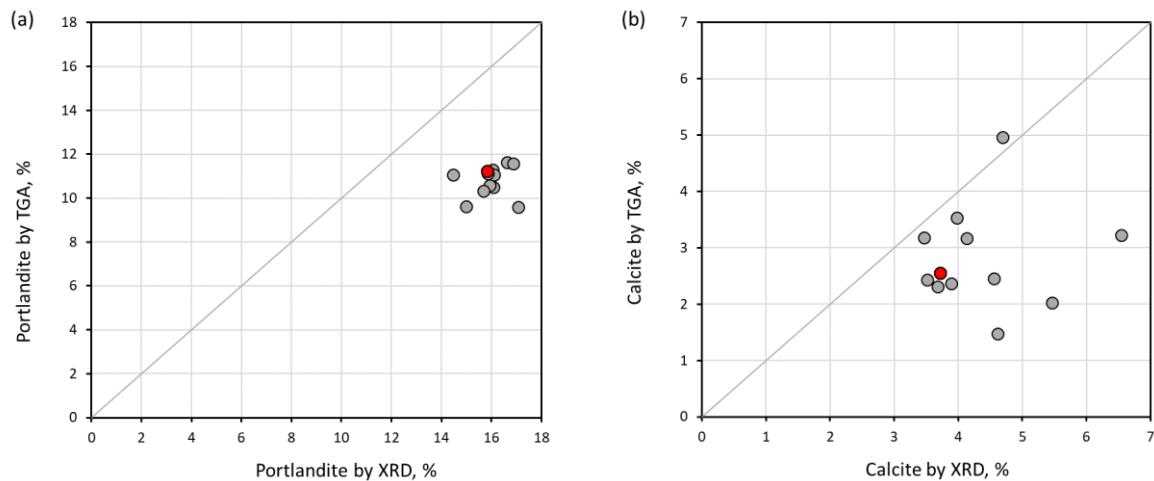 (a)
18
16
14
12
10
8
6
4
2
0
Portlandite by TGA, %
0 2 4 6 8 10 12 14 16 18
Portlandite by XRD, %
(b)
7
6
5
4
3
2
1
0
Calcite by TGA, %
0 1 2 3 4 5 6 7
Calcite by XRD, %